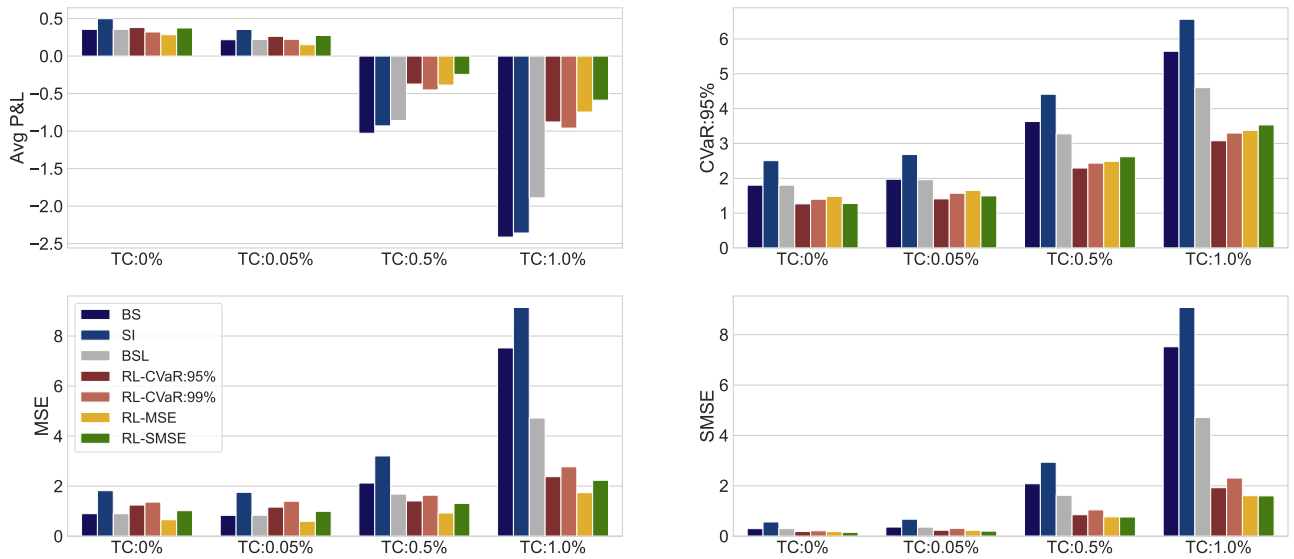 Avg P&L
0.5
0.0
−0.5
−1.0
−1.5
−2.0
−2.5
TC:0%
TC:0.05%
TC:0.5%
TC:1.0%
CVaR:95%
6
5
4
3
2
1
0
TC:0%
TC:0.05%
TC:0.5%
TC:1.0%
MSE
8
6
4
2
0
BS
SI
BSL
RL-CVaR:95%
RL-CVaR:99%
RL-MSE
RL-SMSE
TC:0%
TC:0.05%
TC:0.5%
TC:1.0%
SMSE
8
6
4
2
0
TC:0%
TC:0.05%
TC:0.5%
TC:1.0%